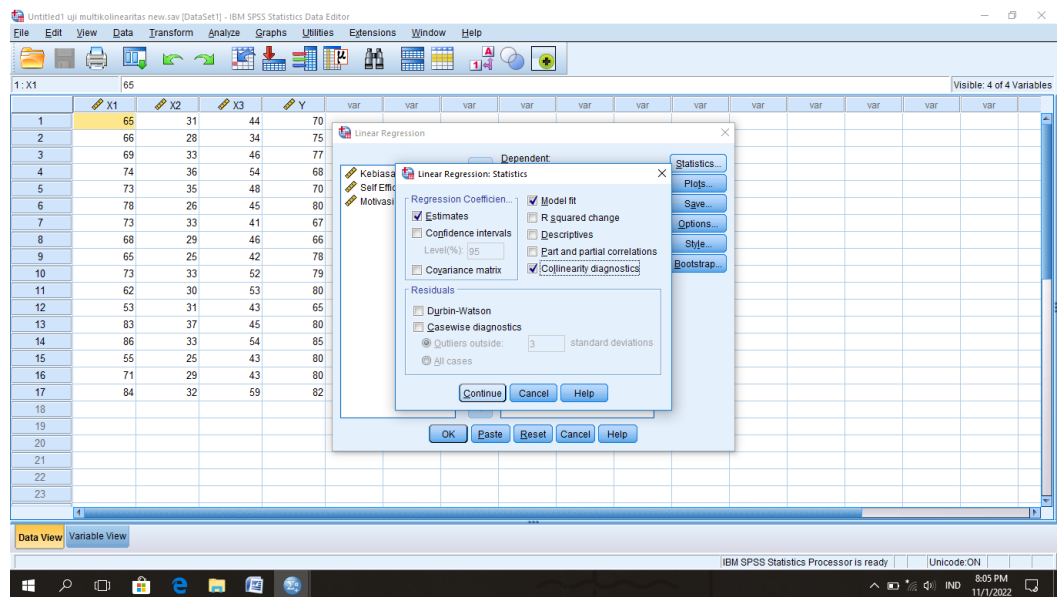 Untitled1 uji multikolinearitas new.sav [DataSet1] - IBM SPSS Statistics Data Editor
File Edit View Data Transform Analyze Graphs Utilities Extensions Window Help
1 : X1 65 Visible: 4 of 4 Variables
X1 X2 X3 Y var var var var var var var var var var var var
1 65 31 44 70
2 66 28 34 75
3 69 33 46 77
4 74 36 54 68
5 73 35 48 70
6 78 26 45 80
7 73 33 41 67
8 68 29 46 66
9 65 25 42 78
10 73 33 52 79
11 62 30 53 80
12 53 31 43 65
13 83 37 45 80
14 86 33 54 85
15 55 25 43 80
16 71 29 43 80
17 84 32 59 82
18
19
20
21
22
23
Linear Regression
Dependent:
Kebiasa
Self Effic
Motivasi
Statistics...
Plots...
Save...
Options...
Style...
Bootstrap...
OK Paste Reset Cancel Help
Linear Regression: Statistics
Regression Coefficien...
Estimates
Confidence intervals
Level(%): 95
Covariance matrix
Model fit
R squared change
Descriptives
Part and partial correlations
Collinearity diagnostics
Residuals
Durbin-Watson
Casewise diagnostics
Outliers outside: 3 standard deviations
All cases
Continue Cancel Help
Data View Variable View
IBM SPSS Statistics Processor is ready Unicode:ON
IND
8:05 PM
11/1/2022